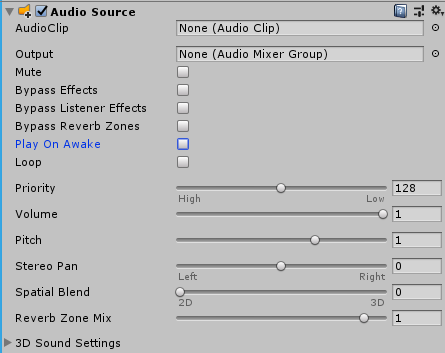 Audio Source
AudioClip None (Audio Clip)
Output None (Audio Mixer Group)
Mute
Bypass Effects
Bypass Listener Effects
Bypass Reverb Zones
Play On Awake
Loop
Priority 128
High Low
Volume 1
Pitch 1
Stereo Pan 0
Left Right
Spatial Blend 0
2D 3D
Reverb Zone Mix 1
3D Sound Settings